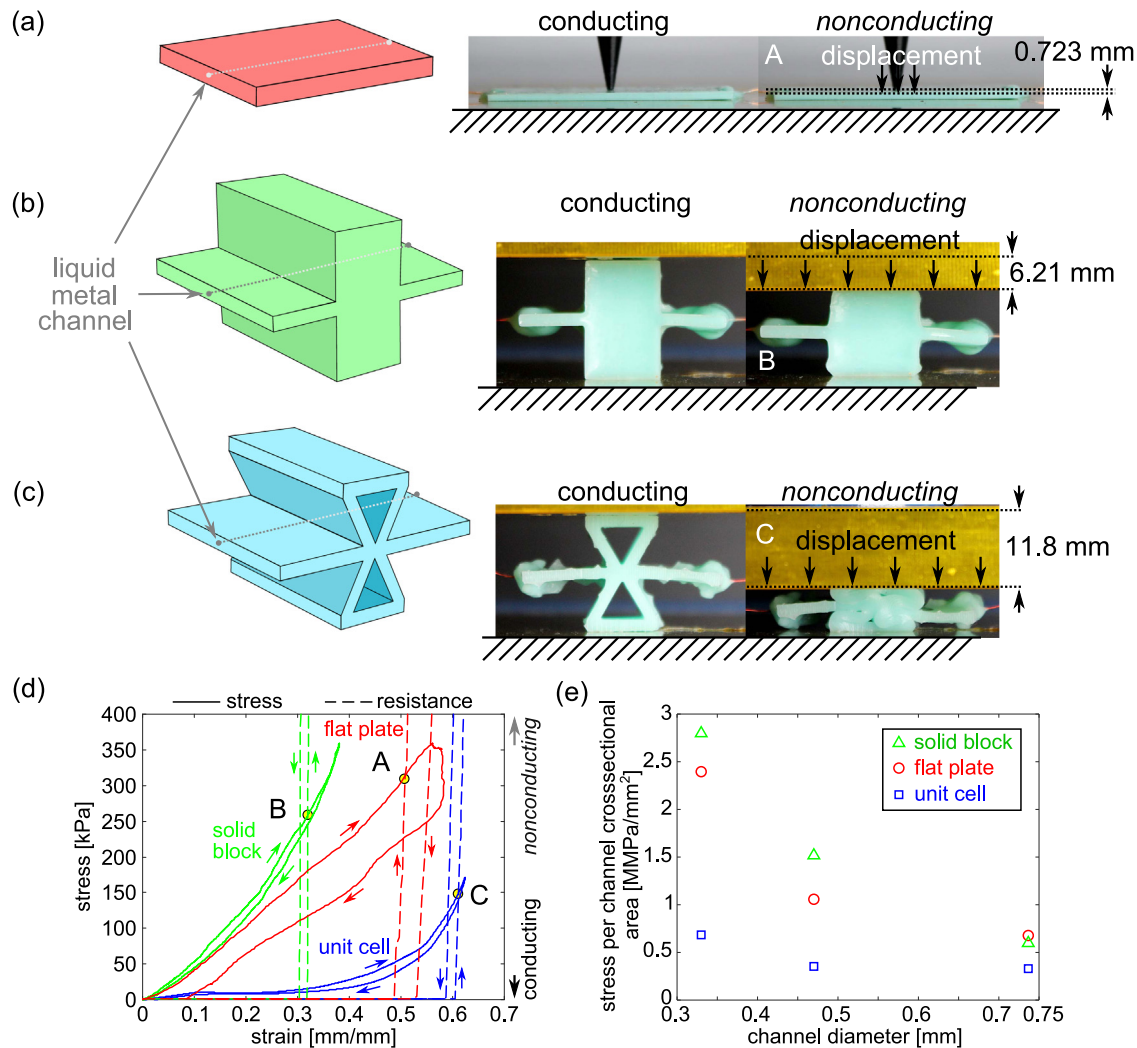 (a)
conducting
nonconducting
A
displacement
0.723 mm
(b)
conducting
nonconducting
displacement
6.21 mm
B
liquid
metal
channel
(c)
conducting
nonconducting
C
displacement
11.8 mm
(d)
stress
resistance
400
350
300
250
200
150
100
50
0
stress [kPa]
flat plate
A
B
solid
block
C
unit cell
nonconducting
conducting
0
0.1
0.2
0.3
0.4
0.5
0.6
0.7
strain [mm/mm]
(e)
stress per channel crosssectional
area [MMPa/mm²]
3
2.5
2
1.5
1
0.5
0
solid block
flat plate
unit cell
0.3
0.4
0.5
0.6
0.7
0.75
channel diameter [mm]